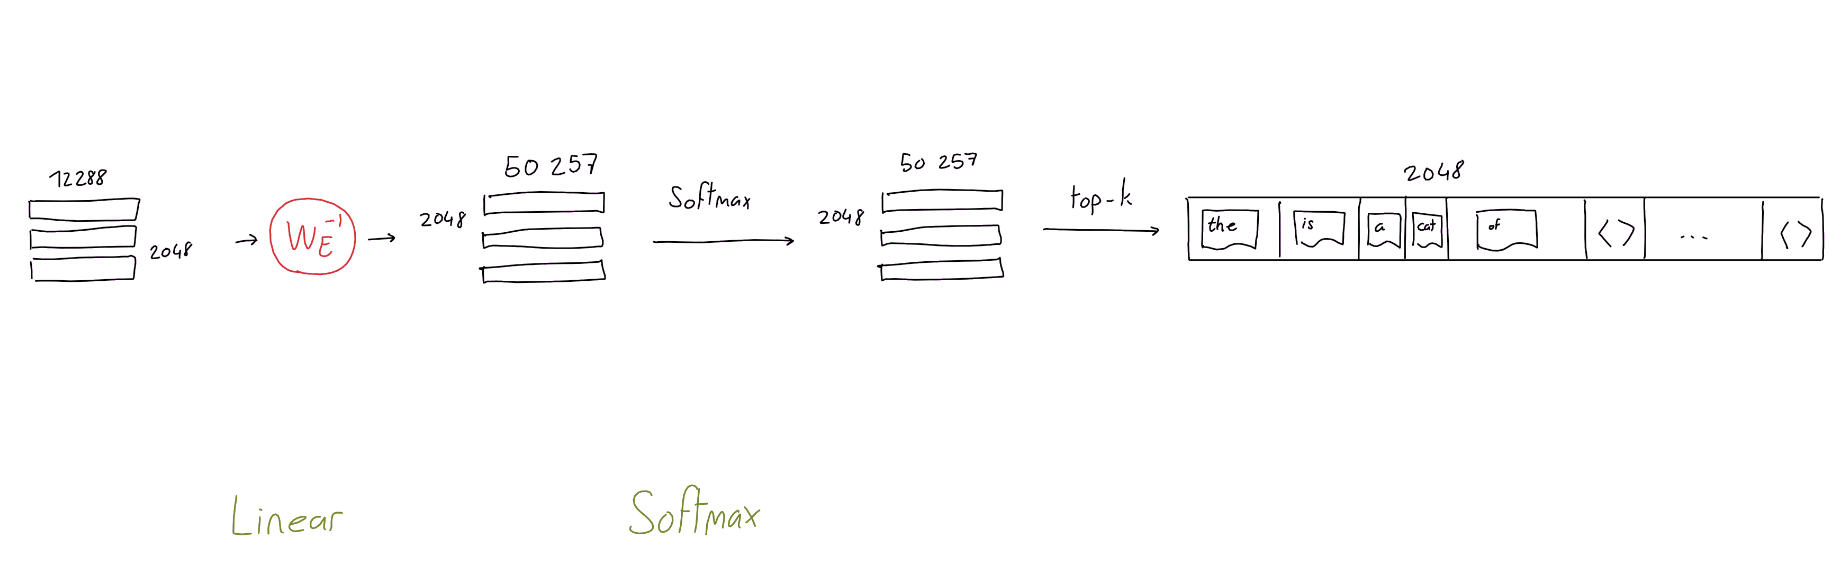 12288
2048
W_E^-1
50 257
2048
Softmax
50 257
2048
top-k
2048
the is a cat of <> ... <>
Linear
Softmax